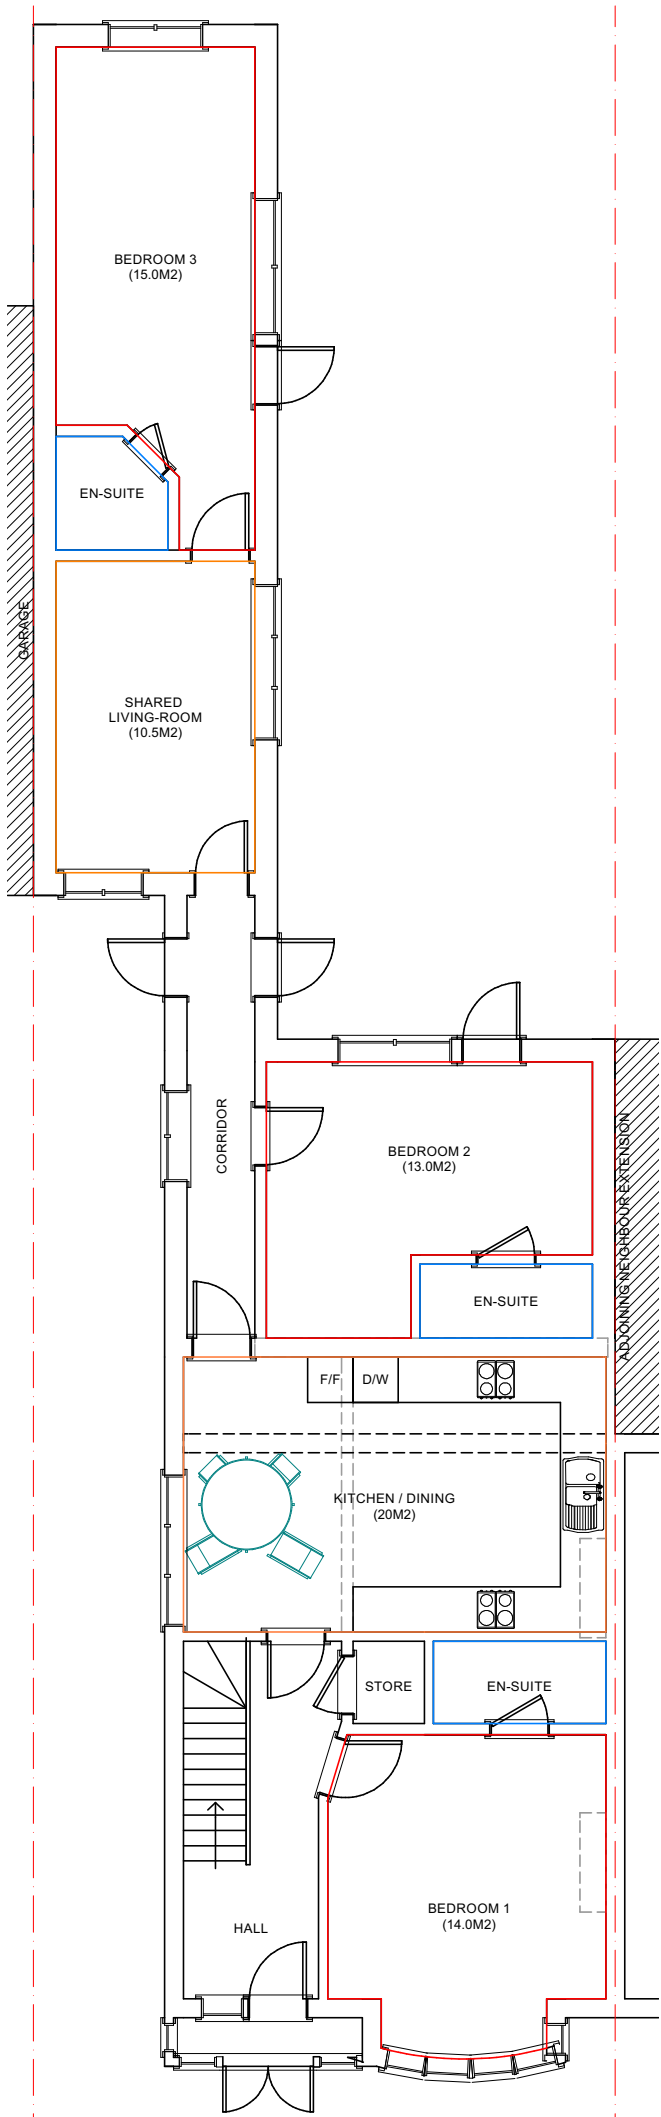 BEDROOM 3
(15.0M2)
EN-SUITE
GARAGE
SHARED
LIVING-ROOM
(10.5M2)
CORRIDOR
BEDROOM 2
(13.0M2)
ADJOINING NEIGHBOUR EXTENSION
EN-SUITE
F/F
D/W
KITCHEN / DINING
(20M2)
STORE
EN-SUITE
BEDROOM 1
(14.0M2)
HALL